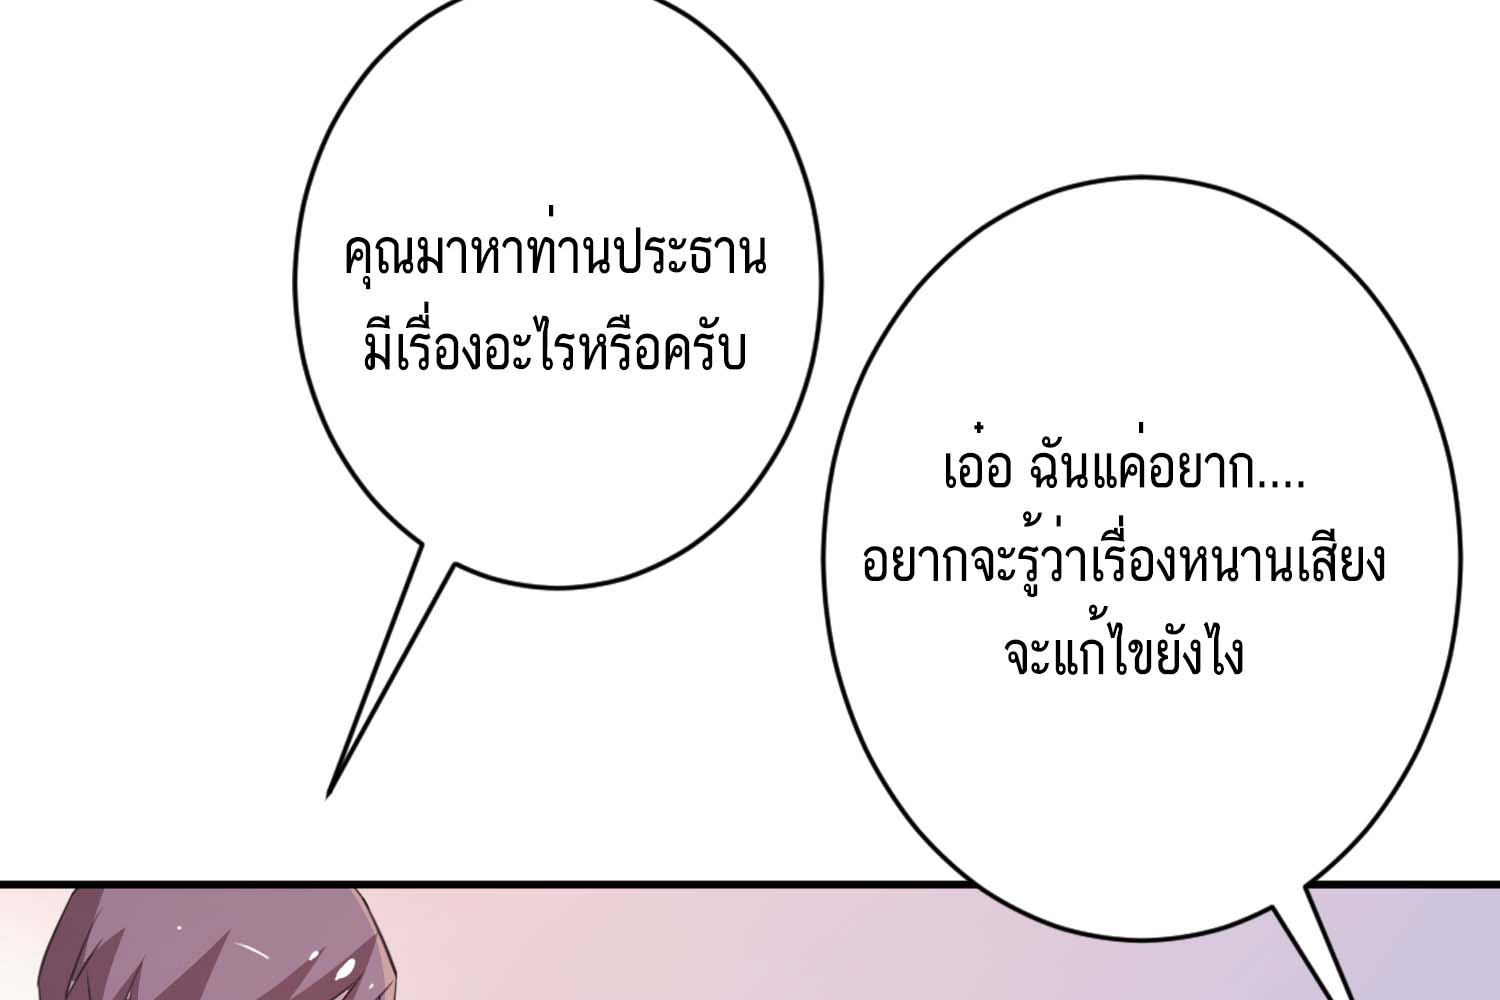 คุณมาหาท่านประธาน
มีเรื่องอะไรหรือครับ
เอ๋อ ฉันแค่อยาก....
อยากจะรู้ว่าเรื่องหนานเสียง
จะแก้ไขยังไง